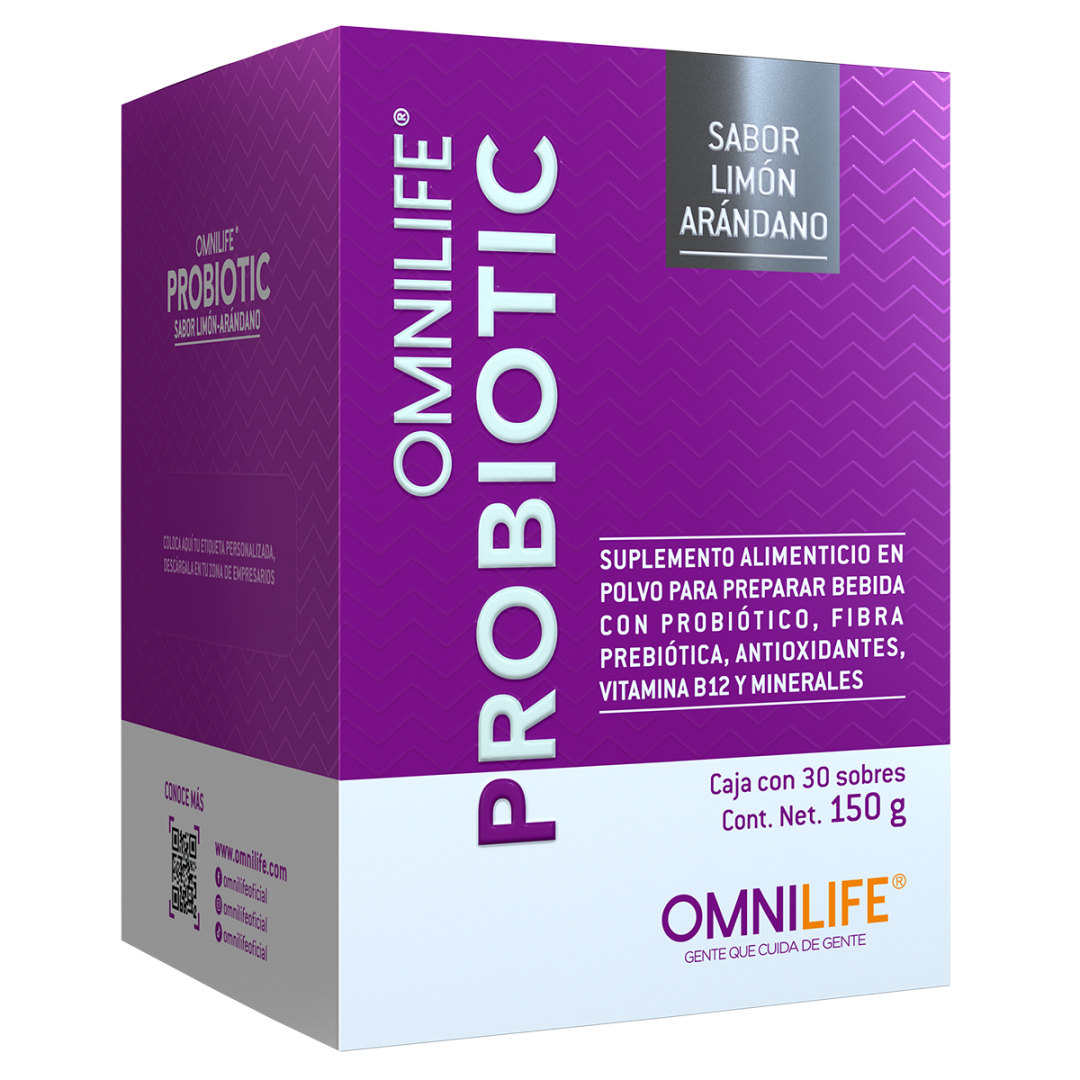 OMNILIFE®
PROBIOTIC
SABOR LIMÓN-ARÁNDANO
COLOCA AQUÍ TU ETIQUETA PERSONALIZADA,
DESCÁRGALA EN TU ZONA DE EMPRESARIOS
CONOCE MÁS
www.omnilife.com
omnilifeoficial
omnilifeoficial
omnilifeoficial
OMNILIFE®
PROBIOTIC
SABOR
LIMÓN
ARÁNDANO
SUPLEMENTO ALIMENTICIO EN
POLVO PARA PREPARAR BEBIDA
CON PROBIÓTICO, FIBRA
PREBIÓTICA, ANTIOXIDANTES,
VITAMINA B12 Y MINERALES
Caja con 30 sobres
Cont. Net. 150 g
OMNILIFE®
GENTE QUE CUIDA DE GENTE